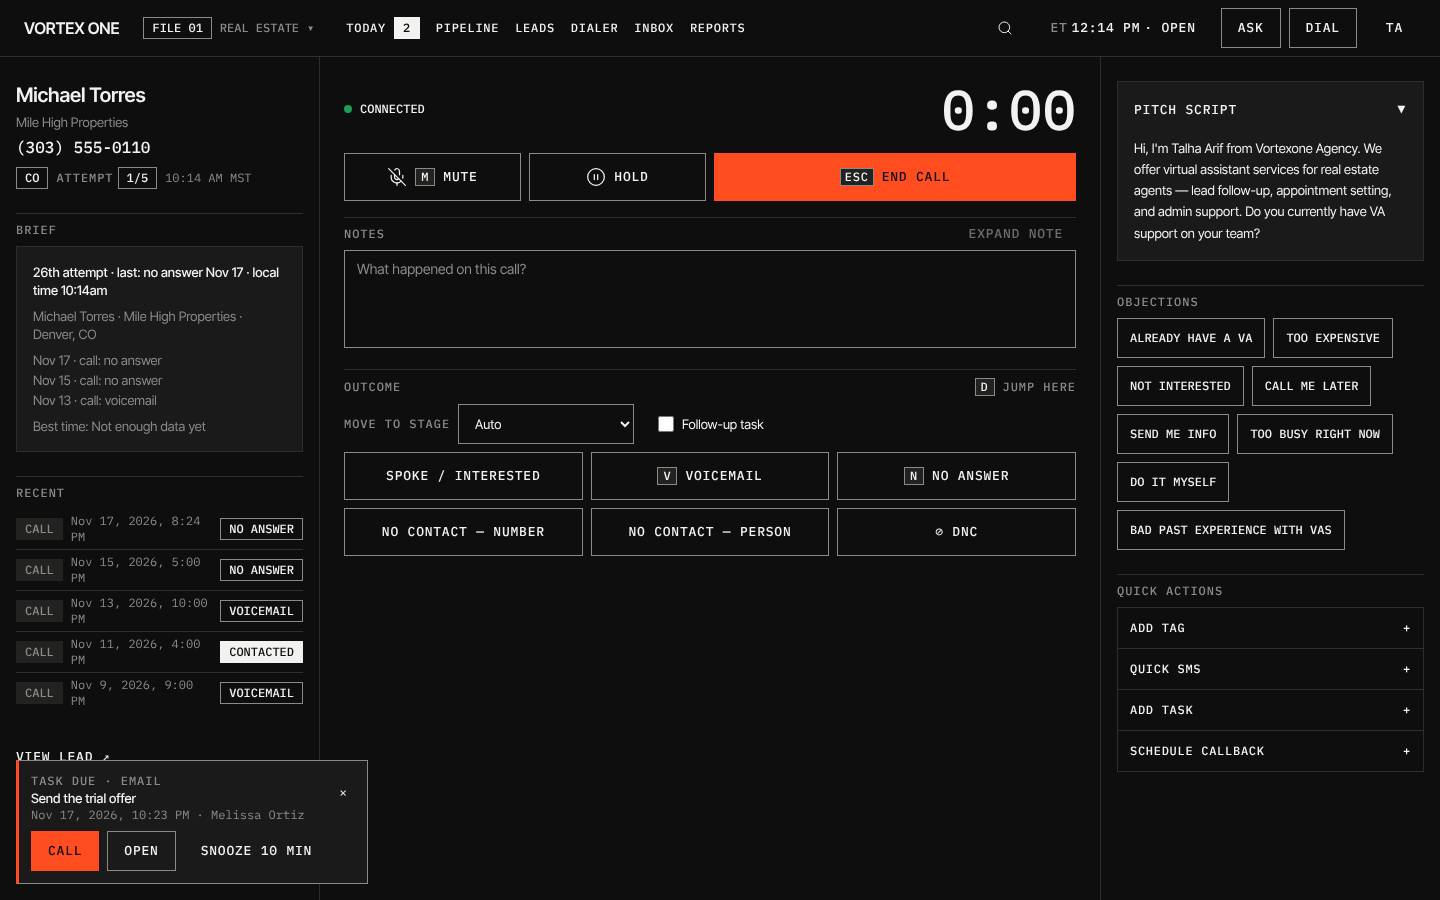 VORTEX ONE
FILE 01 REAL ESTATE ▾
TODAY 2 PIPELINE LEADS DIALER INBOX REPORTS
ET 12:14 PM · OPEN
ASK
DIAL
TA
Michael Torres
Mile High Properties
(303) 555-0110
CO ATTEMPT 1/5 10:14 AM MST
BRIEF
26th attempt · last: no answer Nov 17 · local
time 10:14am
Michael Torres · Mile High Properties ·
Denver, CO
Nov 17 · call: no answer
Nov 15 · call: no answer
Nov 13 · call: voicemail
Best time: Not enough data yet
RECENT
CALL Nov 17, 2026, 8:24 PM NO ANSWER
CALL Nov 15, 2026, 5:00 PM NO ANSWER
CALL Nov 13, 2026, 10:00 PM VOICEMAIL
CALL Nov 11, 2026, 4:00 PM CONTACTED
CALL Nov 9, 2026, 9:00 PM VOICEMAIL
VIEW LEAD ↗
TASK DUE · EMAIL
Send the trial offer
Nov 17, 2026, 10:23 PM · Melissa Ortiz
×
CALL OPEN SNOOZE 10 MIN
CONNECTED
0:00
M MUTE
HOLD
ESC END CALL
NOTES
EXPAND NOTE
What happened on this call?
OUTCOME
D JUMP HERE
MOVE TO STAGE Auto Follow-up task
SPOKE / INTERESTED
V VOICEMAIL
N NO ANSWER
NO CONTACT — NUMBER
NO CONTACT — PERSON
⊘ DNC
PITCH SCRIPT ▼
Hi, I'm Talha Arif from Vortexone Agency. We
offer virtual assistant services for real estate
agents — lead follow-up, appointment setting,
and admin support. Do you currently have VA
support on your team?
OBJECTIONS
ALREADY HAVE A VA
TOO EXPENSIVE
NOT INTERESTED
CALL ME LATER
SEND ME INFO
TOO BUSY RIGHT NOW
DO IT MYSELF
BAD PAST EXPERIENCE WITH VAS
QUICK ACTIONS
ADD TAG +
QUICK SMS +
ADD TASK +
SCHEDULE CALLBACK +